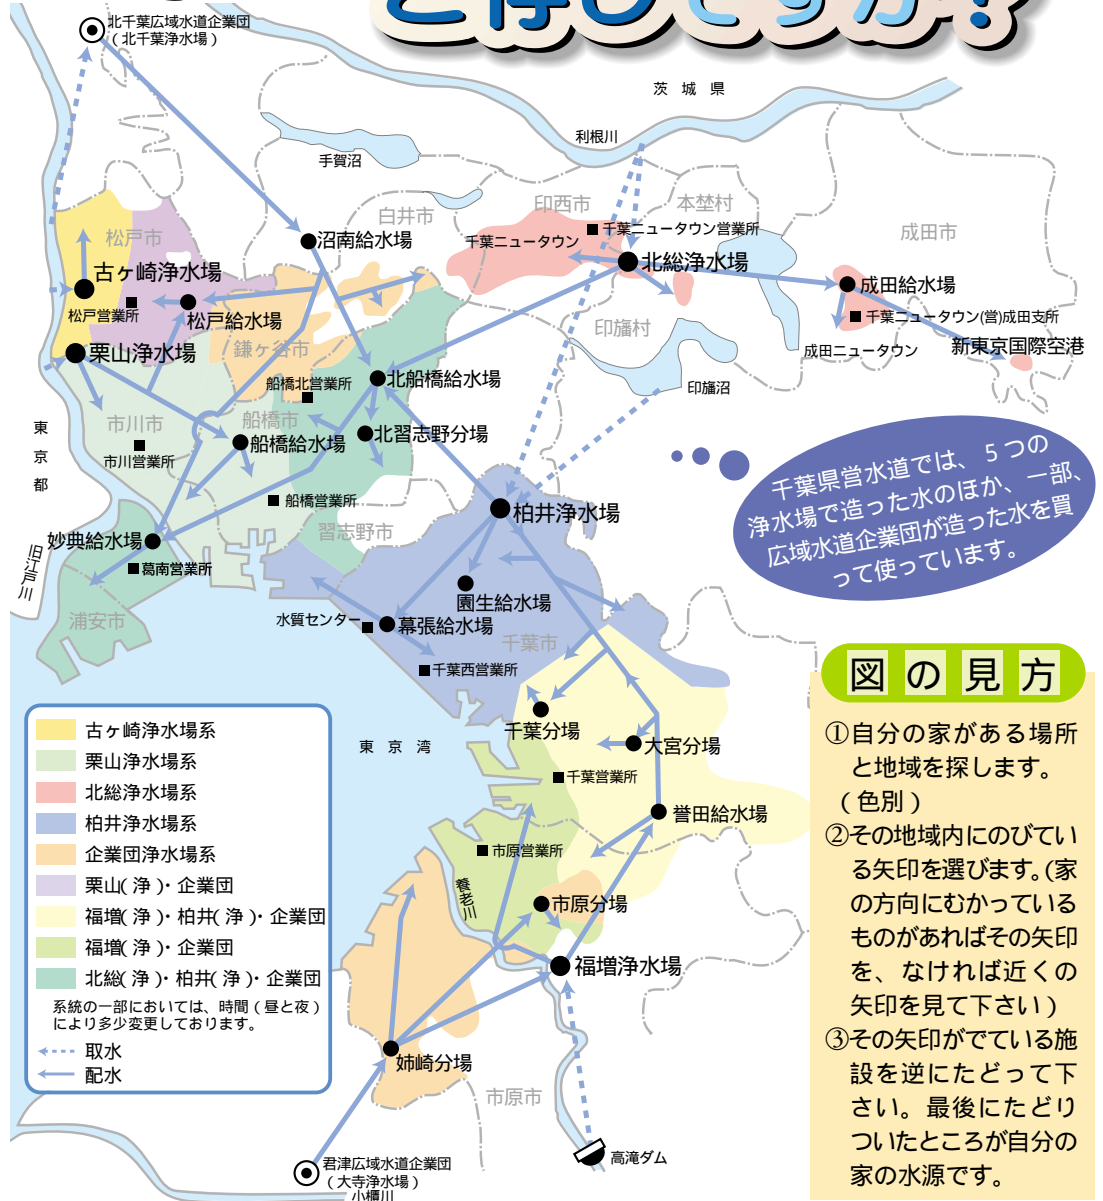 ご存じですか?
北千葉広域水道企業団
(北千葉浄水場)
茨城県
利根川
手賀沼
印西市
本埜村
白井市
千葉ニュータウン営業所
成田市
松戸市
沼南給水場
千葉ニュータウン
北総浄水場
古ヶ崎浄水場
成田給水場
松戸営業所
松戸給水場
千葉ニュータウン(営)成田支所
印旛村
鎌ヶ谷市
成田ニュータウン
新東京国際空港
栗山浄水場
船橋北営業所
北船橋給水場
印旛沼
東京都
市川市
船橋市
北習志野分場
船橋給水場
市川営業所
千葉県営水道では、5つの
浄水場で造った水のほか、一部、
広域水道企業団が造った水を買
って使っています。
船橋営業所
柏井浄水場
習志野市
妙典給水場
旧江戸川
葛南営業所
園生給水場
浦安市
水質センター
幕張給水場
千葉市
千葉西営業所
千葉分場
東京湾
大宮分場
千葉営業所
誉田給水場
市原営業所
養老川
市原分場
福増浄水場
姉崎分場
市原市
君津広域水道企業団
(大寺浄水場)
小櫃川
高滝ダム
古ヶ崎浄水場系
栗山浄水場系
北総浄水場系
柏井浄水場系
企業団浄水場系
栗山(浄)・企業団
福増(浄)・柏井(浄)・企業団
福増(浄)・企業団
北総(浄)・柏井(浄)・企業団
系統の一部においては、時間(昼と夜)
により多少変更しております。
取水
配水
図の見方
①自分の家がある場所
と地域を探します。
(色別)
②その地域内にのびてい
る矢印を選びます。(家
の方向にむかっている
ものがあればその矢印
を、なければ近くの
矢印を見て下さい)
③その矢印がでている施
設を逆にたどって下
さい。最後にたどり
ついたところが自分の
家の水源です。